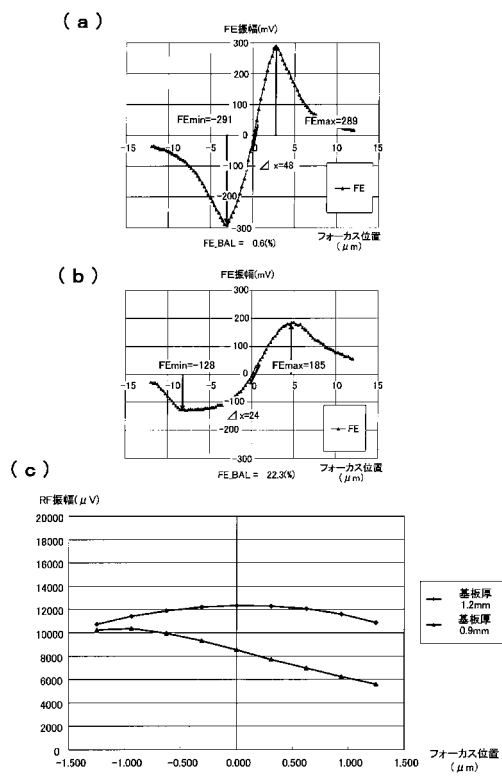 (a)
FE振幅(mV)
300
200
100
0
-100
-200
-300
-15 -10 -5 0 5 10 15
FEmin=-291
FEmax=289
⊿ x=48
FE
フォーカス位置
(μm)
FE_BAL = 0.6(%)
(b)
FE振幅(mV)
300
200
100
0
-100
-200
-300
-15 -10 -5 0 5 10 15
FEmin=-128
FEmax=185
⊿ x=24
FE
フォーカス位置
(μm)
FE_BAL = 22.3(%)
(c)
RF振幅(μV)
20000
18000
16000
14000
12000
10000
8000
6000
4000
2000
0
-1.500 -1.000 -0.500 0.000 0.500 1.000 1.500
基板厚
1.2mm
基板厚
0.9mm
フォーカス位置
(μm)